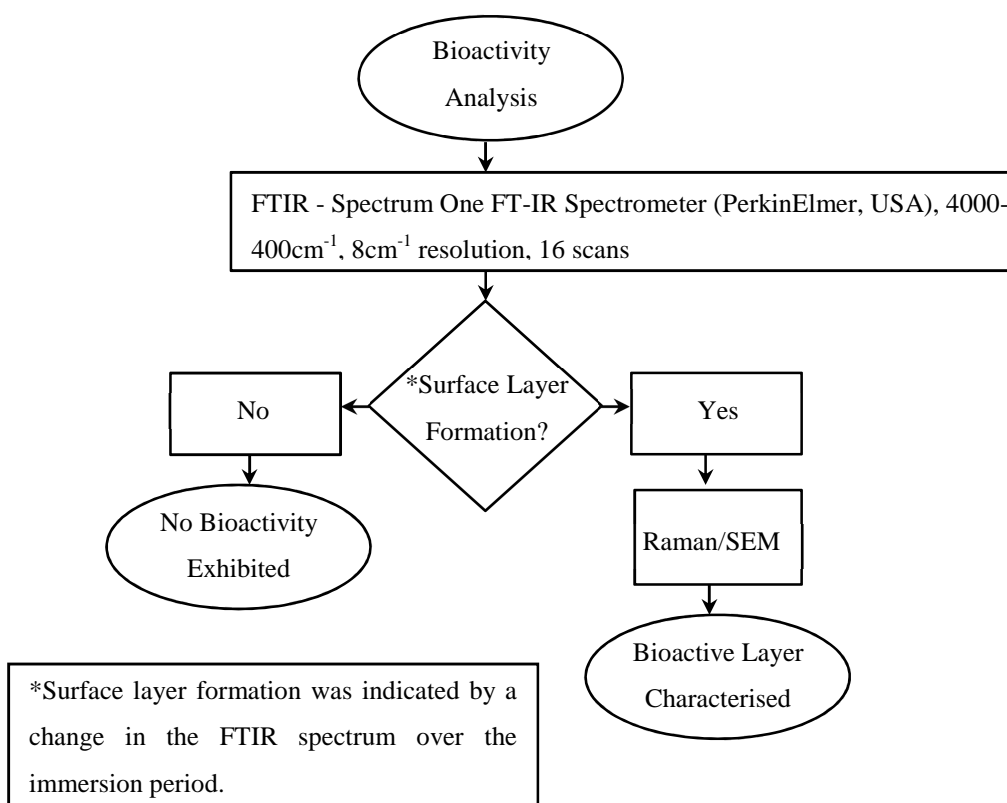 Bioactivity
Analysis
FTIR - Spectrum One FT-IR Spectrometer (PerkinElmer, USA), 4000-
400cm⁻¹, 8cm⁻¹ resolution, 16 scans
*Surface Layer
Formation?
No
Yes
No Bioactivity
Exhibited
Raman/SEM
Bioactive Layer
Characterised
*Surface layer formation was indicated by a
change in the FTIR spectrum over the
immersion period.